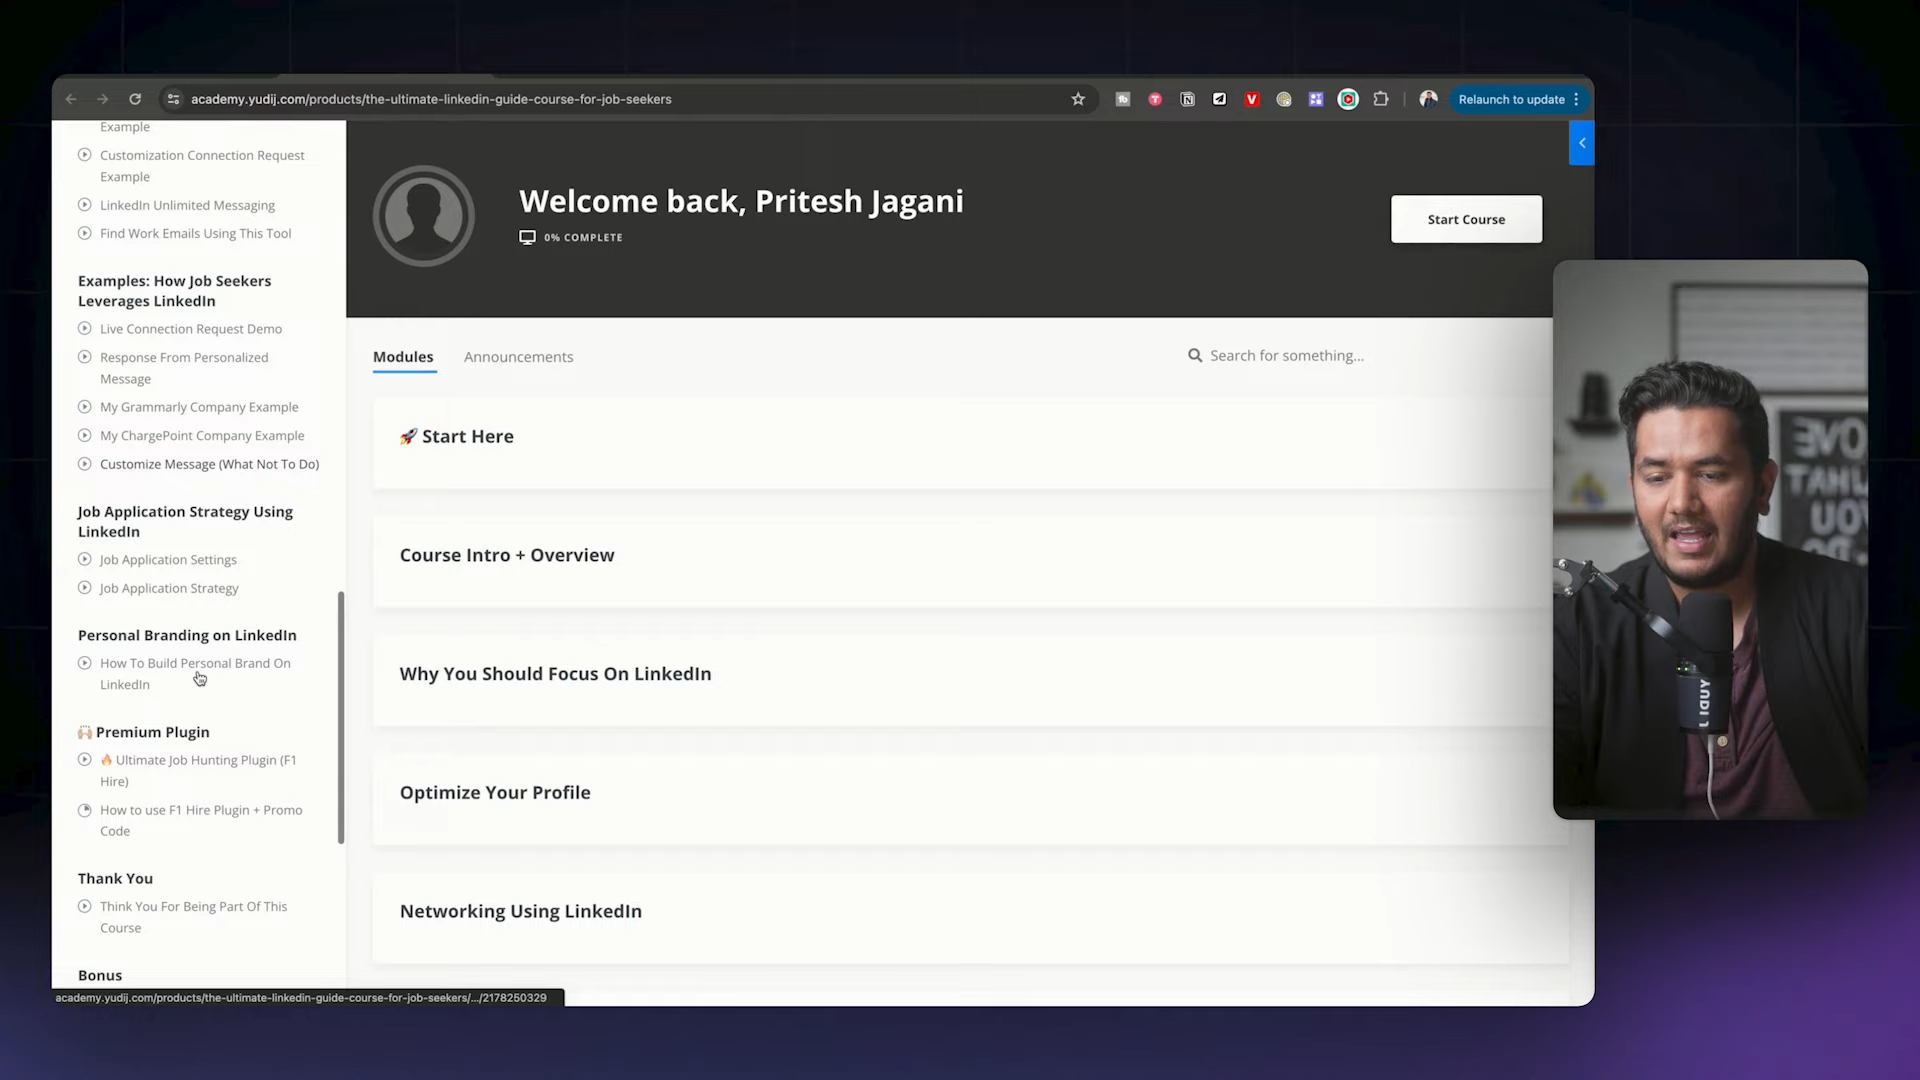 academy.yudij.com/products/the-ultimate-linkedin-guide-course-for-job-seekers
Relaunch to update
Example
Customization Connection Request
Example
LinkedIn Unlimited Messaging
Find Work Emails Using This Tool
Examples: How Job Seekers
Leverages LinkedIn
Live Connection Request Demo
Response From Personalized
Message
My Grammarly Company Example
My ChargePoint Company Example
Customize Message (What Not To Do)
Job Application Strategy Using
LinkedIn
Job Application Settings
Job Application Strategy
Personal Branding on LinkedIn
How To Build Personal Brand On
LinkedIn
Premium Plugin
Ultimate Job Hunting Plugin (F1
Hire)
How to use F1 Hire Plugin + Promo
Code
Thank You
Think You For Being Part Of This
Course
Bonus
academy.yudij.com/products/the-ultimate-linkedin-guide-course-for-job-seekers/.../2178250329
Welcome back, Pritesh Jagani
0% COMPLETE
Start Course
Modules
Announcements
Search for something...
🚀 Start Here
Course Intro + Overview
Why You Should Focus On LinkedIn
Optimize Your Profile
Networking Using LinkedIn
YUDI J